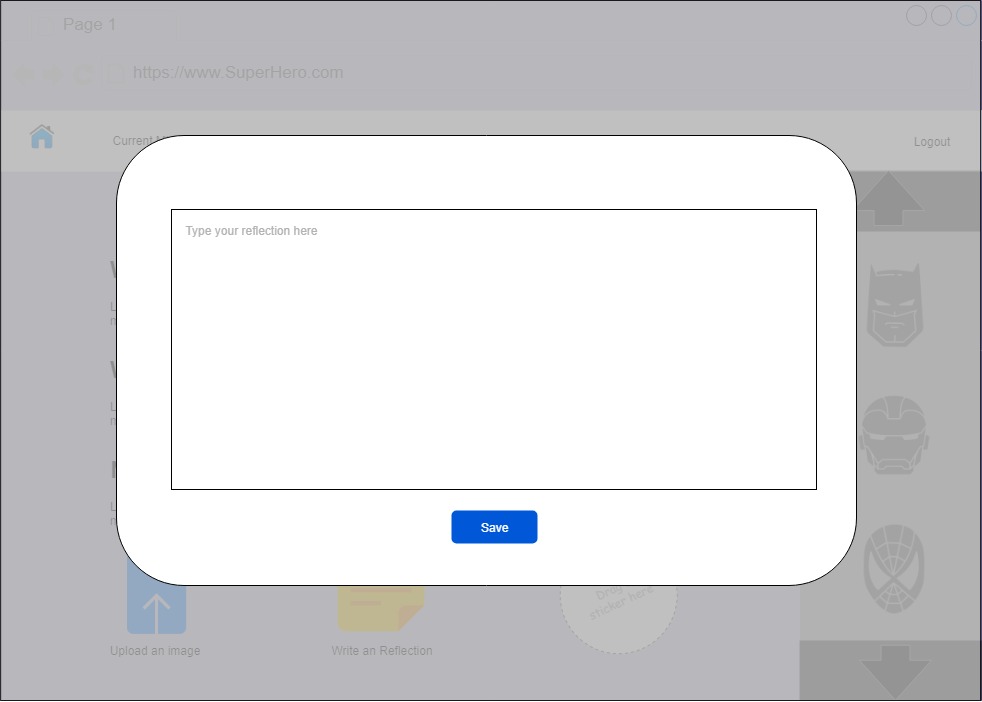 Page 1
https://www.SuperHero.com
Current
Logout
Type your reflection here
Save
Drag
sticker here
Upload an image
Write an Reflection